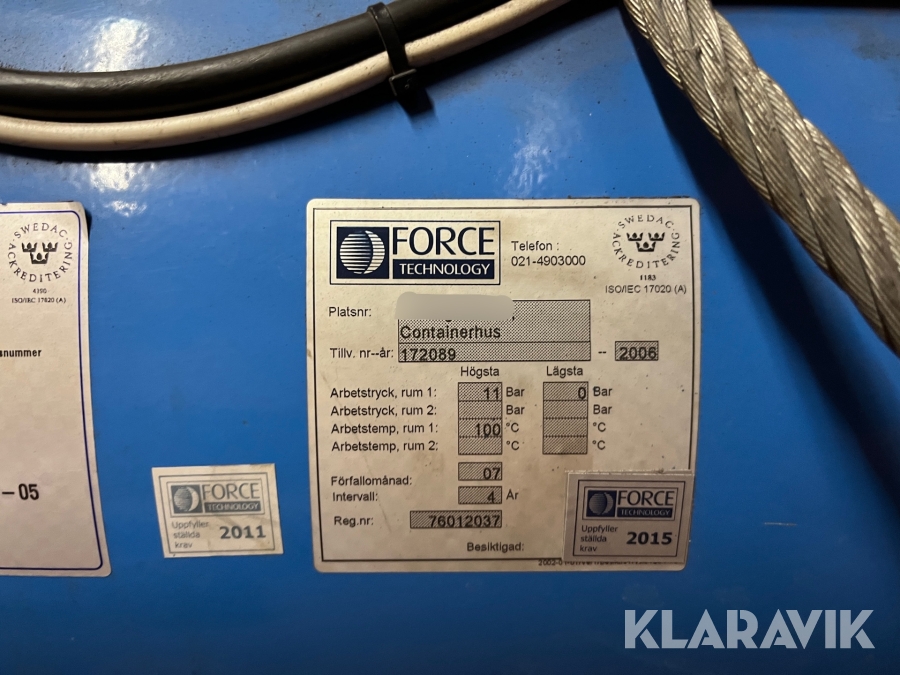 SWEDAC
ACKREDITERING
ISO/IEC 17020 (A)
snummer
-05
FORCE
TECHNOLOGY
Telefon :
021-4903000
SWEDAC
ACKREDITERING
1183
ISO/IEC 17020 (A)
Platsnr:
Containerhus
Tillv. nr--år: 172089 -- 2006
Högsta Lägsta
Arbetstryck, rum 1: 11 Bar 0 Bar
Arbetstryck, rum 2: Bar Bar
Arbetstemp, rum 1: 100 °C °C
Arbetstemp, rum 2: °C °C
Förfallomånad: 07
Intervall: 4 År
Reg.nr: 76012037
Besiktigad:
FORCE
TECHNOLOGY
Uppfyller
ställda
krav
2011
FORCE
TECHNOLOGY
Uppfyller
ställda
krav
2015
KLARAVIK